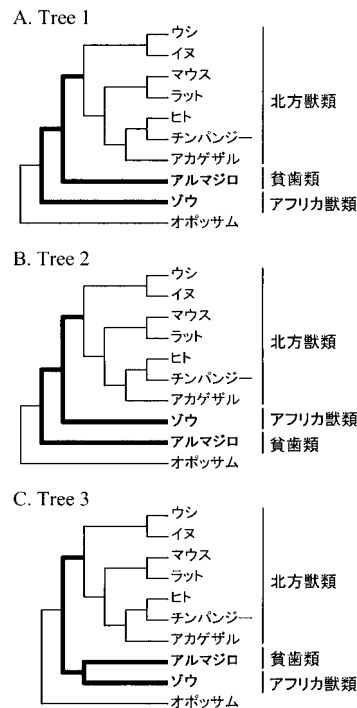 A. Tree 1
ウシ
イヌ
マウス
ラット
ヒト
チンパンジー
アカゲザル
北方獣類
アルマジロ
貧歯類
ゾウ
アフリカ獣類
オポッサム
B. Tree 2
ウシ
イヌ
マウス
ラット
ヒト
チンパンジー
アカゲザル
北方獣類
ゾウ
アフリカ獣類
アルマジロ
貧歯類
オポッサム
C. Tree 3
ウシ
イヌ
マウス
ラット
ヒト
チンパンジー
アカゲザル
北方獣類
アルマジロ
貧歯類
ゾウ
アフリカ獣類
オポッサム